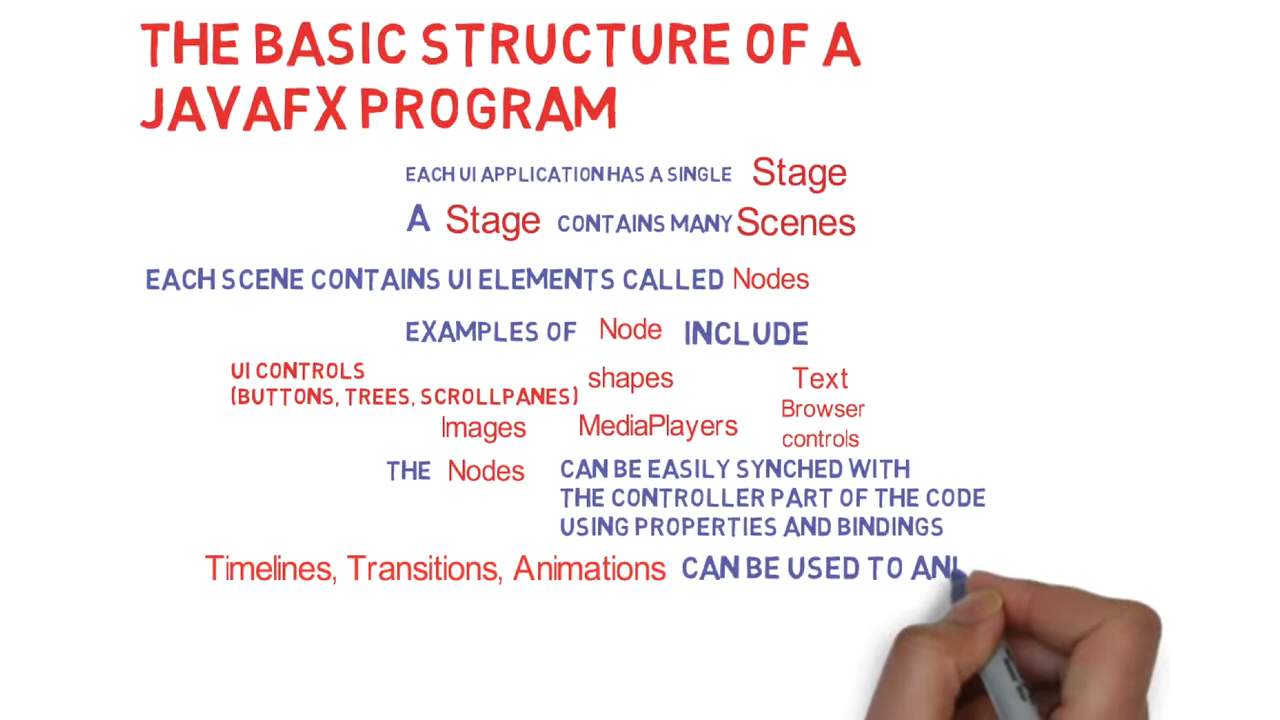 THE BASIC STRUCTURE OF A
JAVAFX PROGRAM
EACH UI APPLICATION HAS A SINGLE Stage
A Stage CONTAINS MANY Scenes
EACH SCENE CONTAINS UI ELEMENTS CALLED Nodes
EXAMPLES OF Node INCLUDE
UI CONTROLS
(BUTTONS, TREES, SCROLLPANES)
shapes
Text
Images
MediaPlayers
Browser
controls
THE Nodes CAN BE EASILY SYNCHED WITH
THE CONTROLLER PART OF THE CODE
USING PROPERTIES AND BINDINGS
Timelines, Transitions, Animations CAN BE USED TO ANI